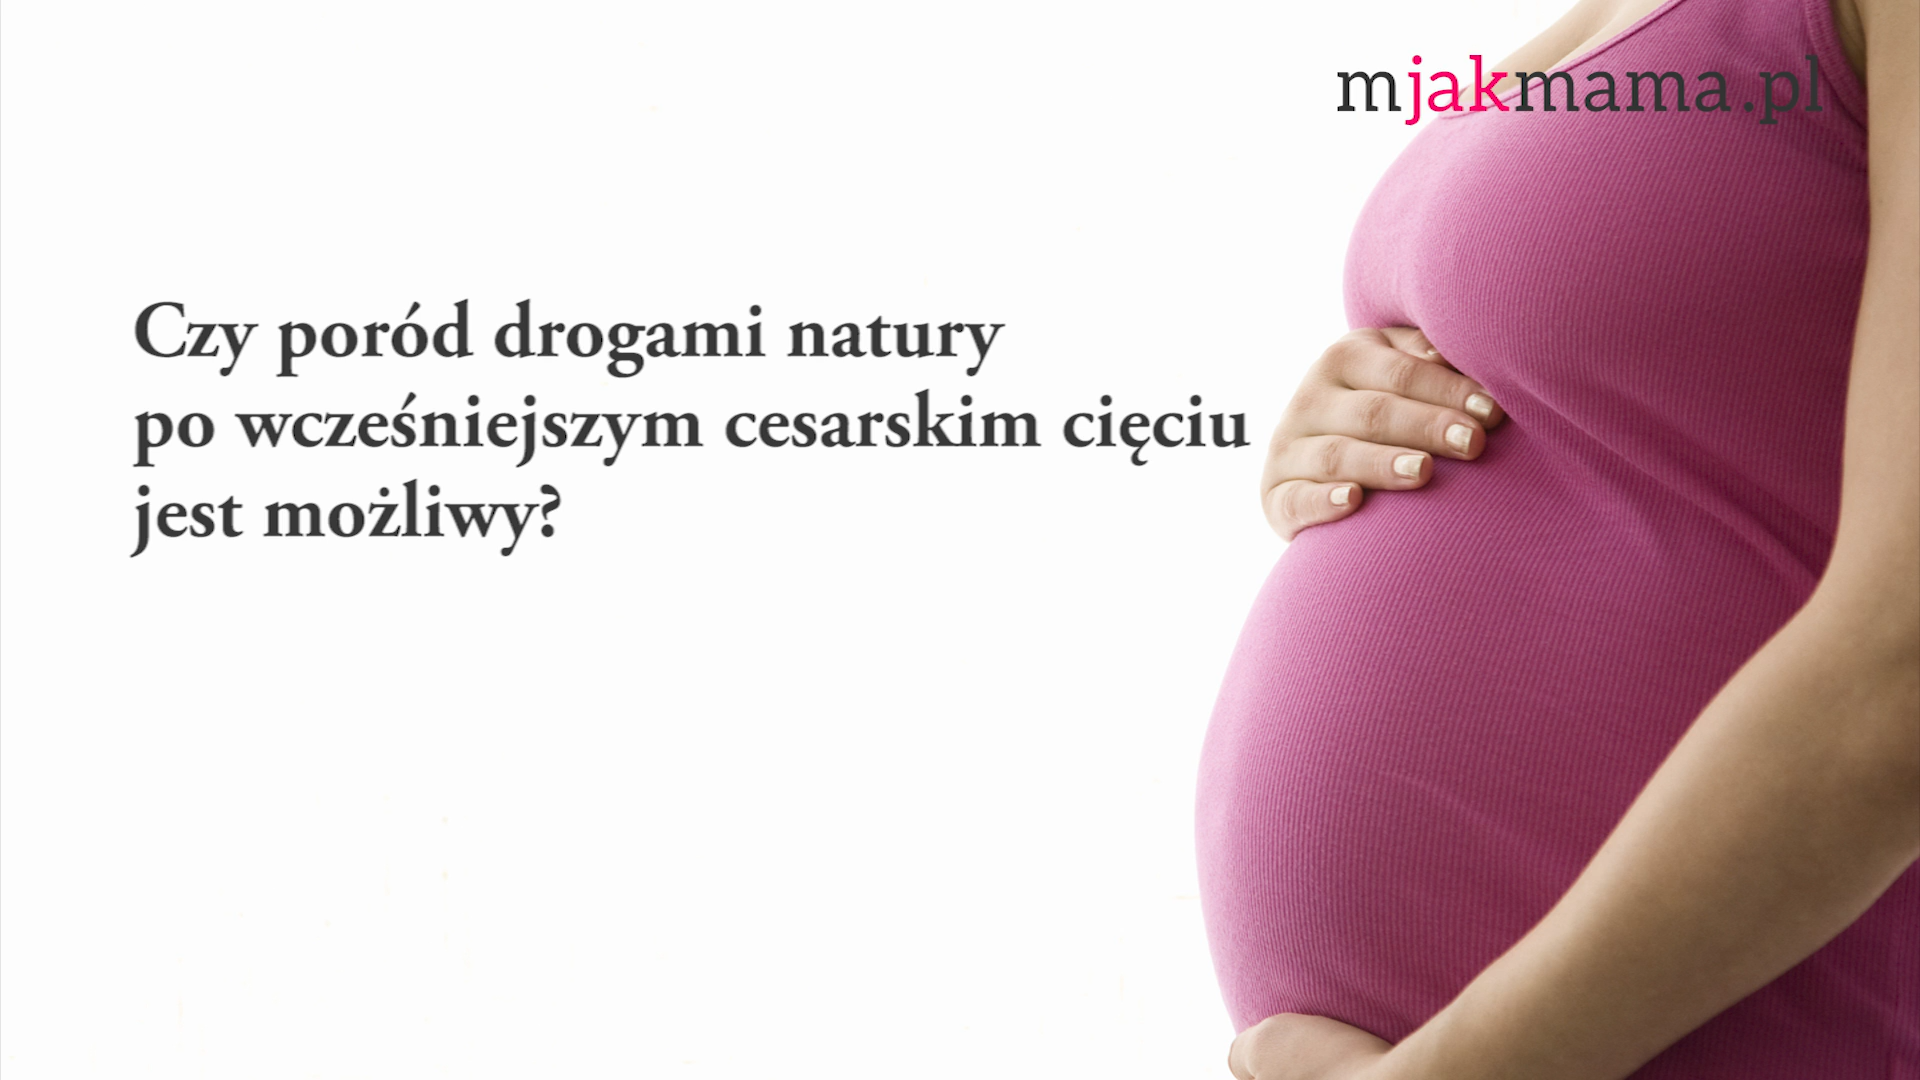 mjakmama.pl
Czy poród drogami natury
po wcześniejszym cesarskim cięciu
jest możliwy?